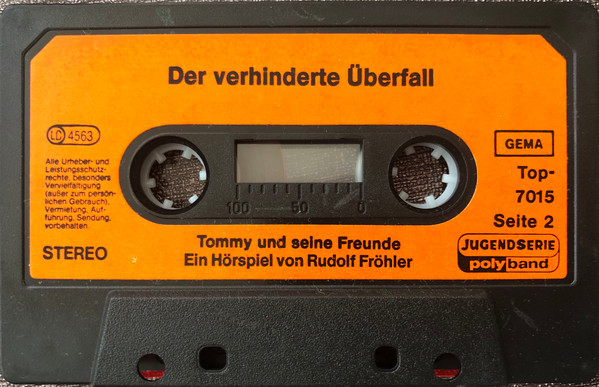 Der verhinderte Überfall
LC 4563
Alle Urheber- und
Leistungsschutz-
rechte, besonders
Vervielfältigung
(außer zum persön-
lichen Gebrauch),
Vermietung, Auf-
führung, Sendung,
vorbehalten.
STEREO
100 50 0
GEMA
Top-
7015
Seite 2
Tommy und seine Freunde
Ein Hörspiel von Rudolf Fröhler
JUGENDSERIE
polyband